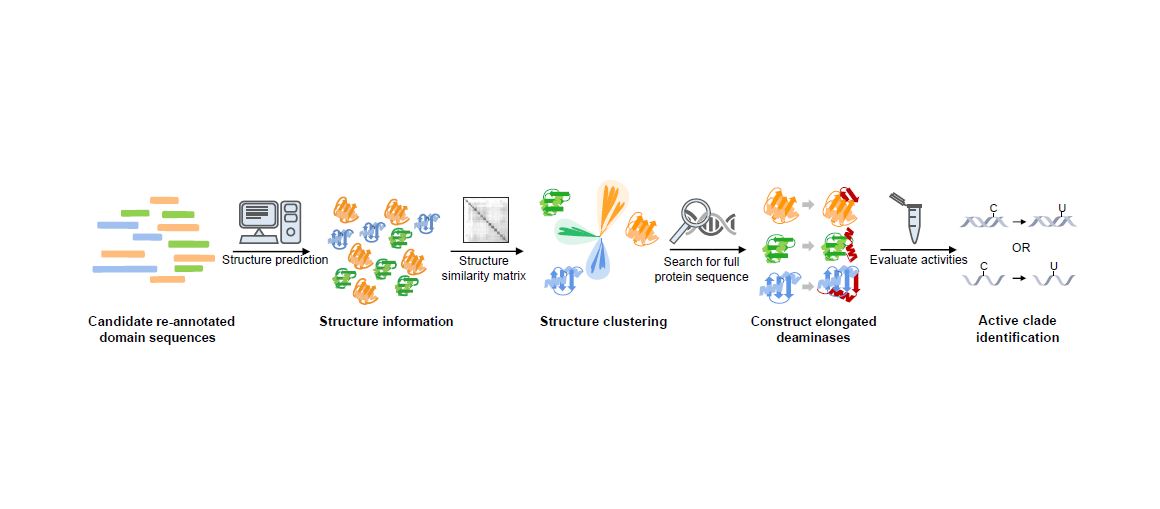 C
U
OR
C
U
Structure prediction
Structure
similarity matrix
Search for full
protein sequence
Evaluate activities
Candidate re-annotated
domain sequences
Structure information
Structure clustering
Construct elongated
deaminases
Active clade
identification